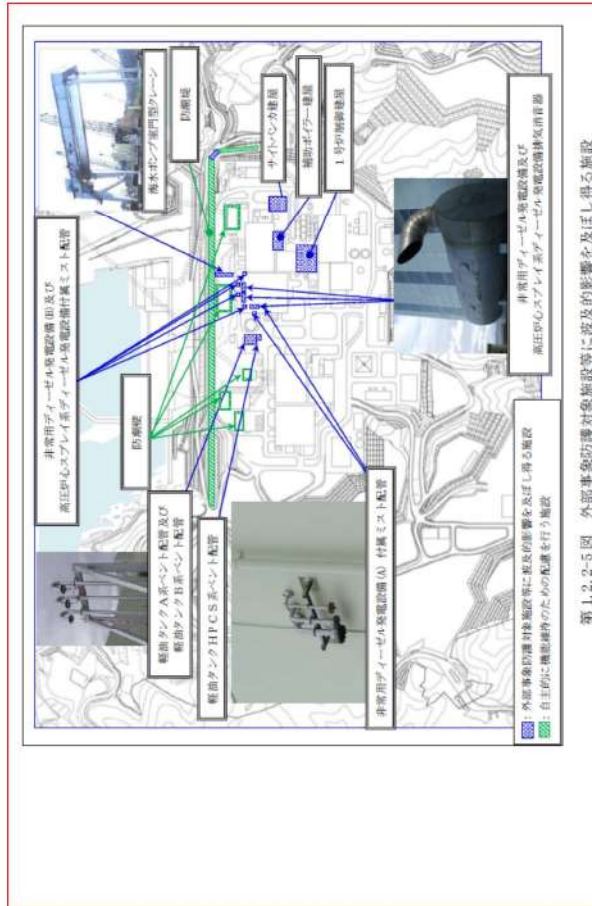 非常用ディーゼル発電設備(B)及び
高圧炉心スプレイ系ディーゼル発電設備付属ミスト配管
海水ポンプ室門型クレーン
防潮堤
防潮堤
軽油タンクA系ベント配管及び
軽油タンクB系ベント配管
軽油タンクHPCS系ベント配管
サイトバンカ建屋
補助ボイラー建屋
1号炉制御建屋
非常用ディーゼル発電設備(A) 付属ミスト配管
非常用ディーゼル発電設備及び
高圧炉心スプレイ系ディーゼル発電設備排気消音器
:外部事象防護対象施設等に波及的影響を及ぼし得る施設
:自主的に機能維持のための配慮を行う施設
第1.2.2-5図 外部事象防護対象施設等に波及的影響を及ぼし得る施設